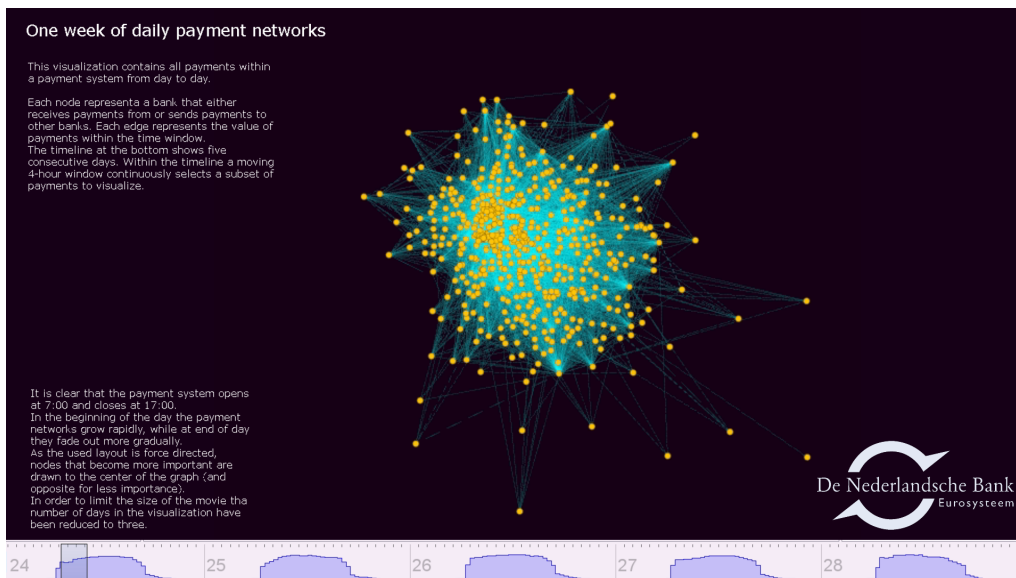 One week of daily payment networks
This visualization contains all payments within
a payment system from day to day.
Each node representa a bank that either
receives payments from or sends payments to
other banks. Each edge represents the value of
payments within the time window.
The timeline at the bottom shows five
consecutive days. Within the timeline a moving
4-hour window continuously selects a subset of
payments to visualize.
It is clear that the payment system opens
at 7:00 and closes at 17:00.
In the beginning of the day the payment
networks grow rapidly, while at end of day
they fade out more gradually.
As the used layout is force directed,
nodes that become more important are
drawn to the center of the graph (and
opposite for less importance).
In order to limit the size of the movie tha
number of days in the visualization have
been reduced to three.
De Nederlandsche Bank
Eurosysteem
24 25 26 27 28